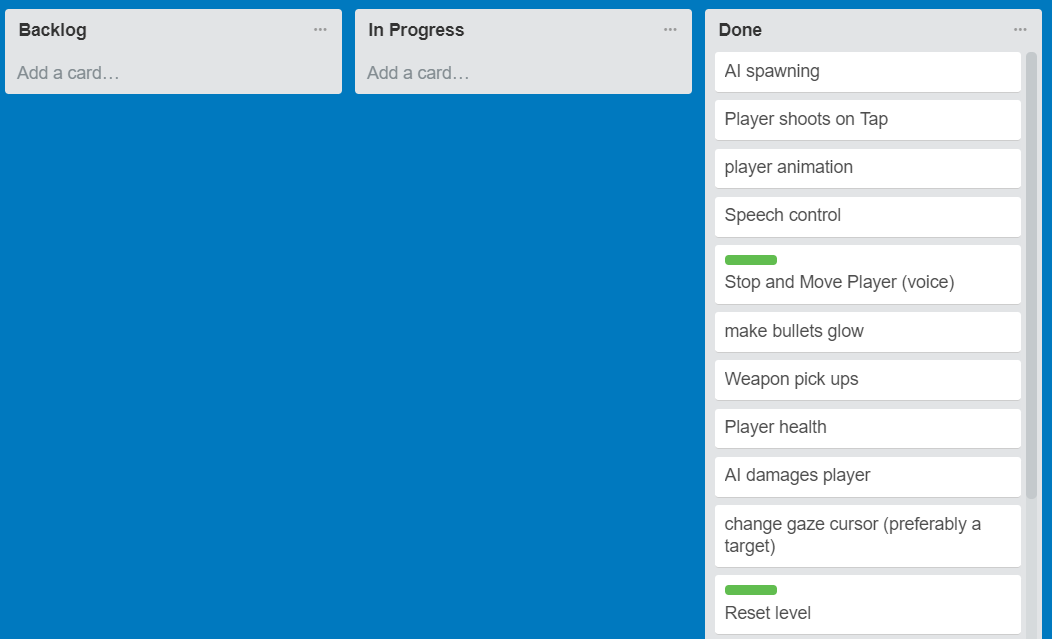 Backlog
Add a card…
In Progress
Add a card…
Done
AI spawning
Player shoots on Tap
player animation
Speech control
Stop and Move Player (voice)
make bullets glow
Weapon pick ups
Player health
AI damages player
change gaze cursor (preferably a
target)
Reset level